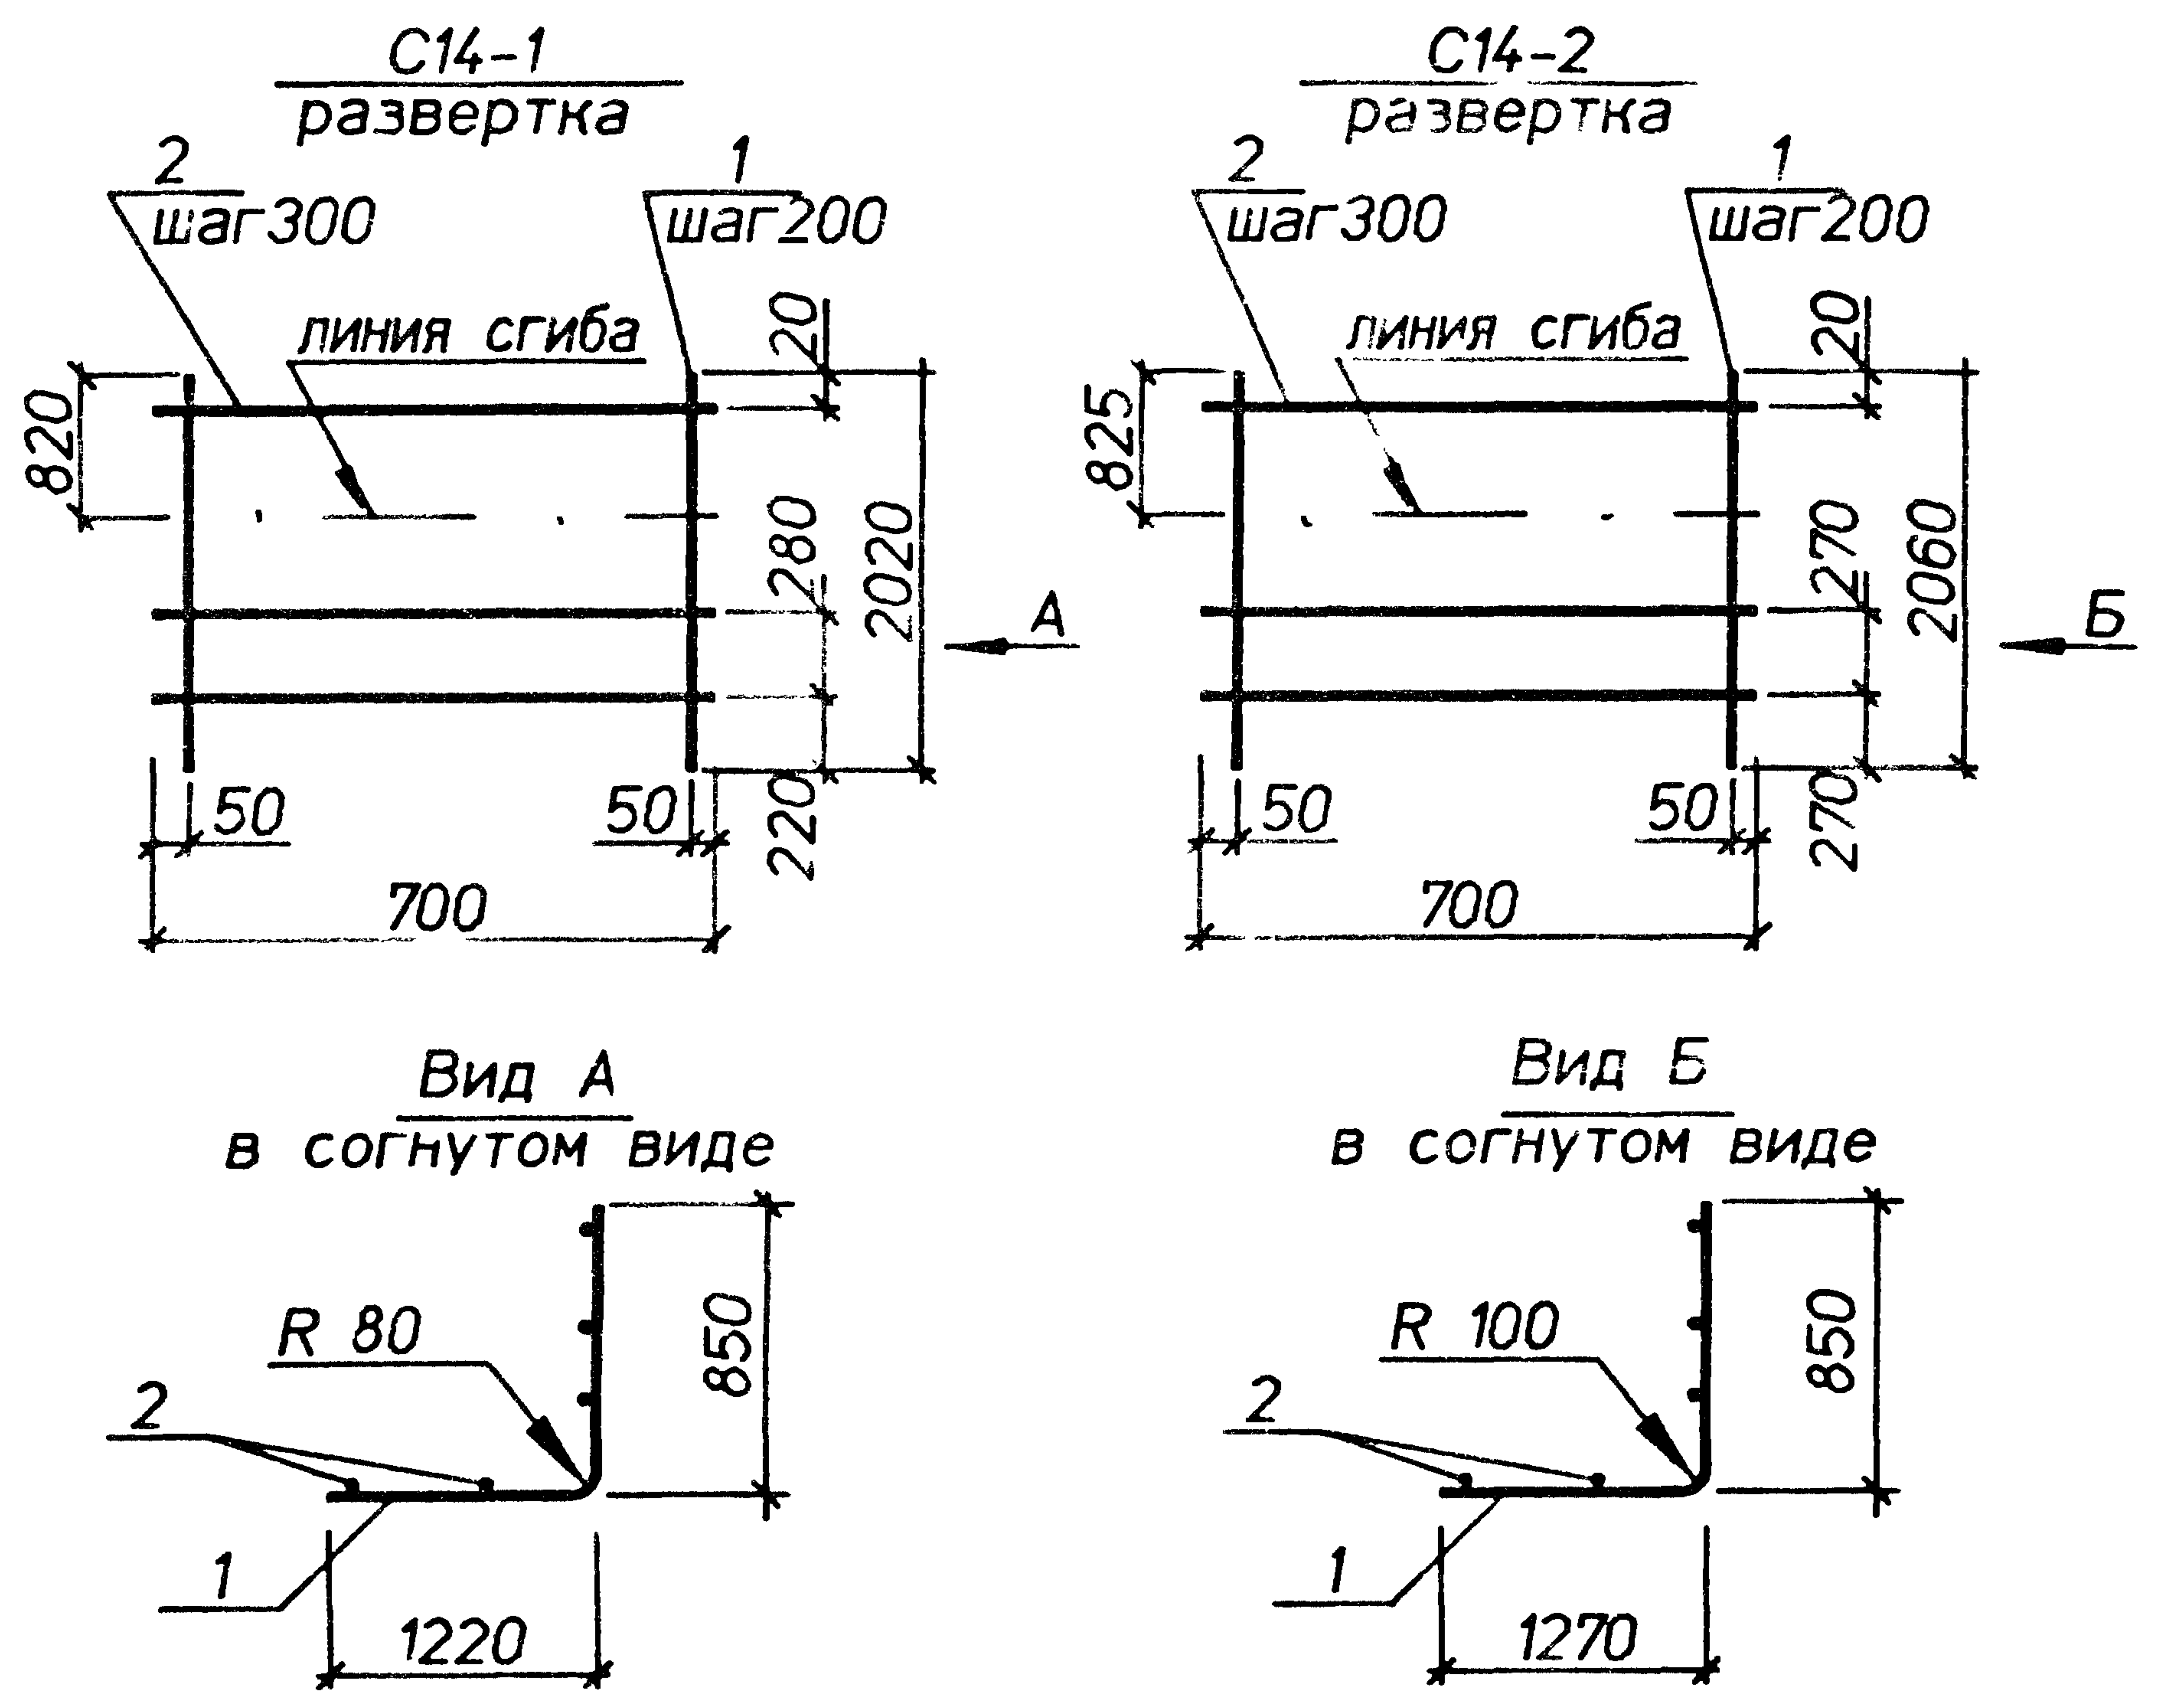 С14-1
развертка
2
шаг300
1
шаг200
линия сгиба
20
820
280
2020
220
А
50
50
700
С14-2
развертка
2
шаг300
1
шаг200
линия сгиба
20
825
270
2060
270
Б
50
50
700
Вид А
в согнутом виде
R 80
850
2
1
1220
Вид Б
в согнутом виде
R 100
850
2
1
1270